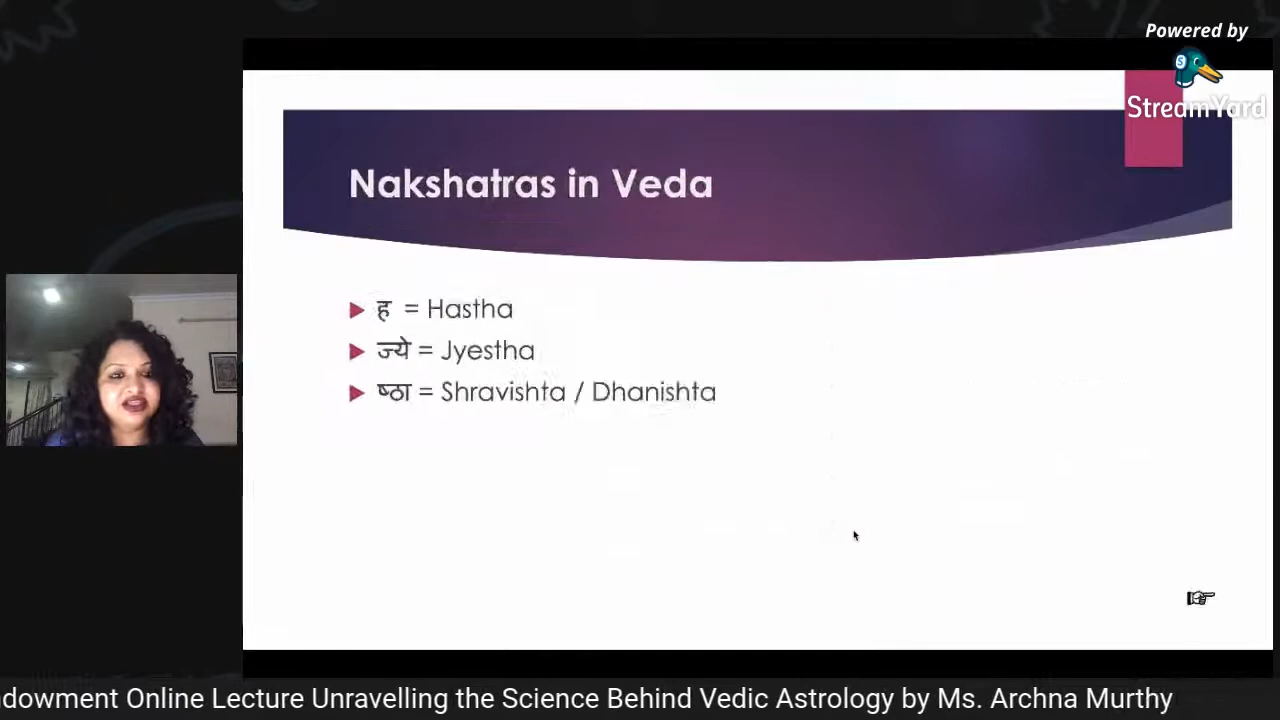 Powered by
StreamYard
Nakshatras in Veda
ह = Hastha
ज्ये = Jyestha
ष्ठा = Shravishta / Dhanishta
Online Lecture Unravelling the Science Behind Vedic Astrology by Ms. Archna Murthy